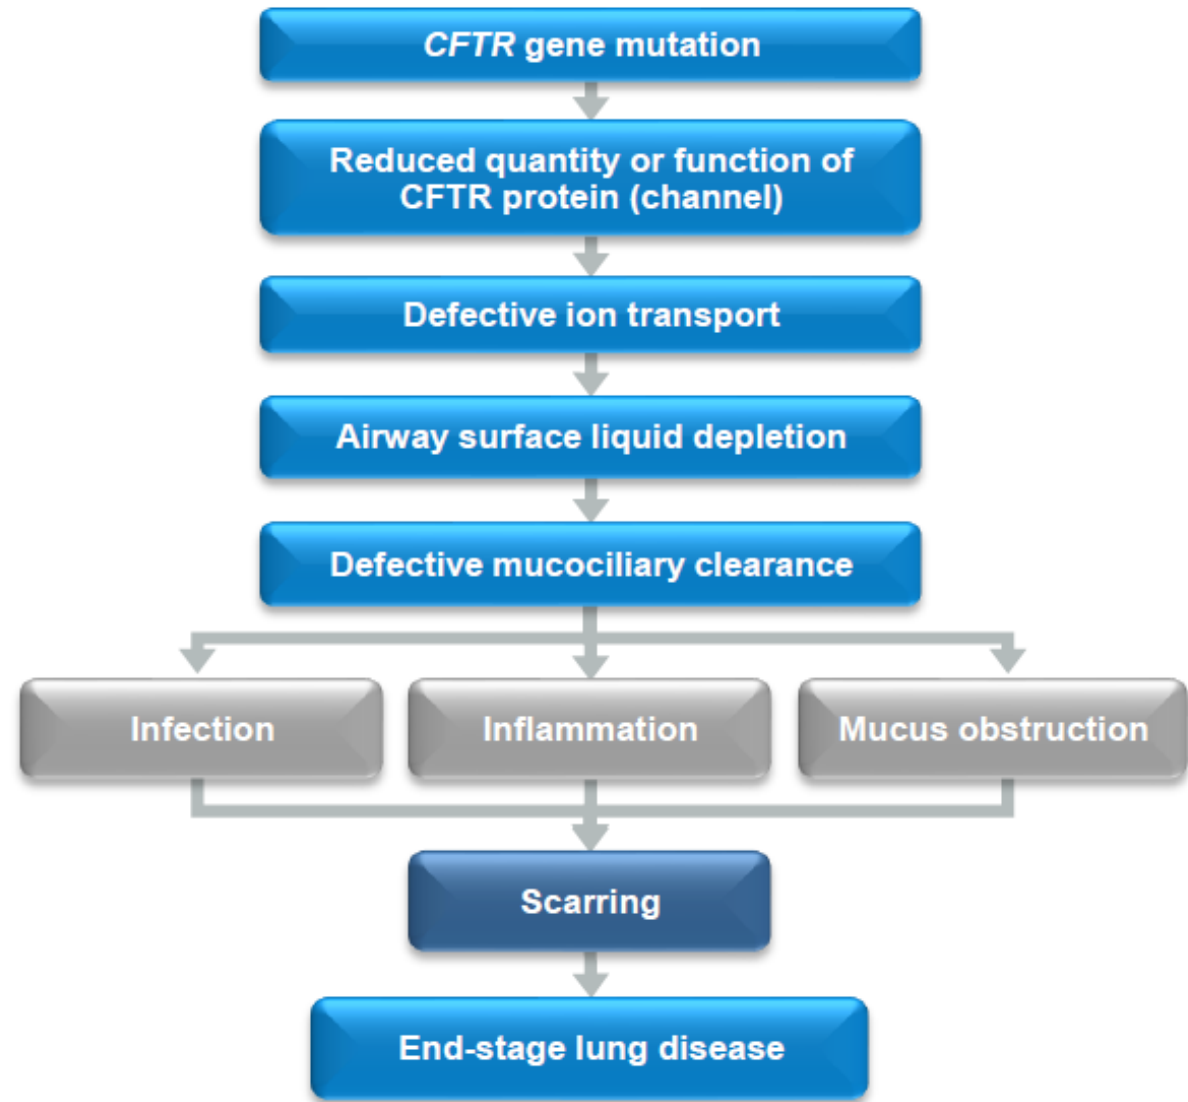 CFTR gene mutation
Reduced quantity or function of
CFTR protein (channel)
Defective ion transport
Airway surface liquid depletion
Defective mucociliary clearance
Infection
Inflammation
Mucus obstruction
Scarring
End-stage lung disease